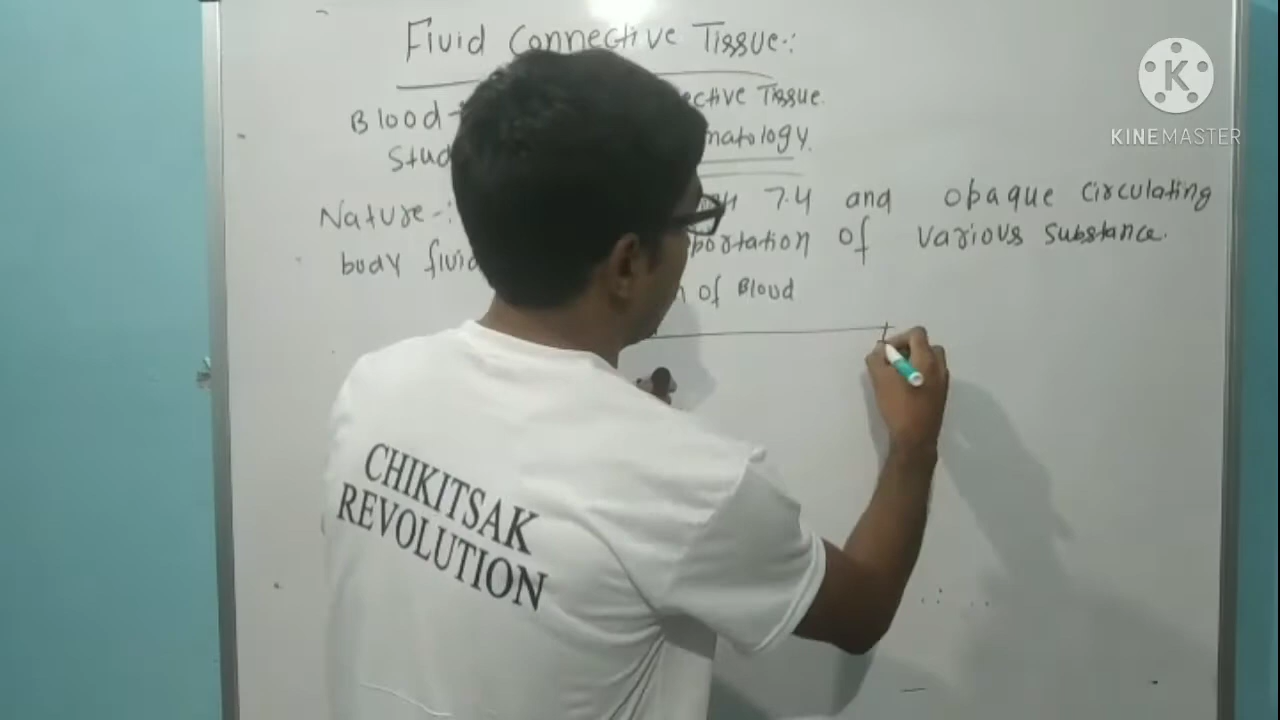 Fluid Connective Tissue:-
Blood- ective Tissue.
Stud matology.
Nature-: 7.4 and opaque circulating
body fluid portation of various substance.
of Blood
K
KINEMASTER
CHIKITSAK
REVOLUTION